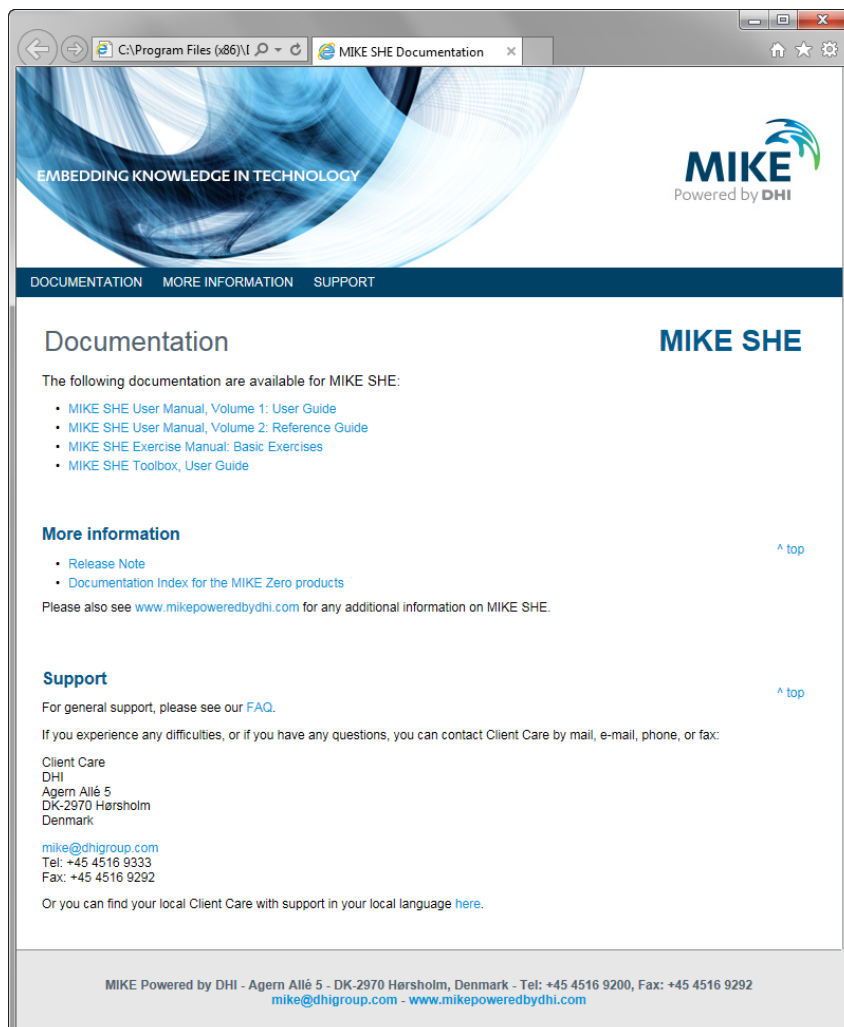 C:\Program Files (x86)\
MIKE SHE Documentation
EMBEDDING KNOWLEDGE IN TECHNOLOGY
MIKE
Powered by DHI
DOCUMENTATION MORE INFORMATION SUPPORT
Documentation
MIKE SHE
The following documentation are available for MIKE SHE:
• MIKE SHE User Manual, Volume 1: User Guide
• MIKE SHE User Manual, Volume 2: Reference Guide
• MIKE SHE Exercise Manual: Basic Exercises
• MIKE SHE Toolbox, User Guide
More information
^ top
• Release Note
• Documentation Index for the MIKE Zero products
Please also see www.mikepoweredbydhi.com for any additional information on MIKE SHE.
Support
^ top
For general support, please see our FAQ.
If you experience any difficulties, or if you have any questions, you can contact Client Care by mail, e-mail, phone, or fax:
Client Care
DHI
Agern Allé 5
DK-2970 Hørsholm
Denmark
mike@dhigroup.com
Tel: +45 4516 9333
Fax: +45 4516 9292
Or you can find your local Client Care with support in your local language here.
MIKE Powered by DHI - Agern Allé 5 - DK-2970 Hørsholm, Denmark - Tel: +45 4516 9200, Fax: +45 4516 9292
mike@dhigroup.com - www.mikepoweredbydhi.com